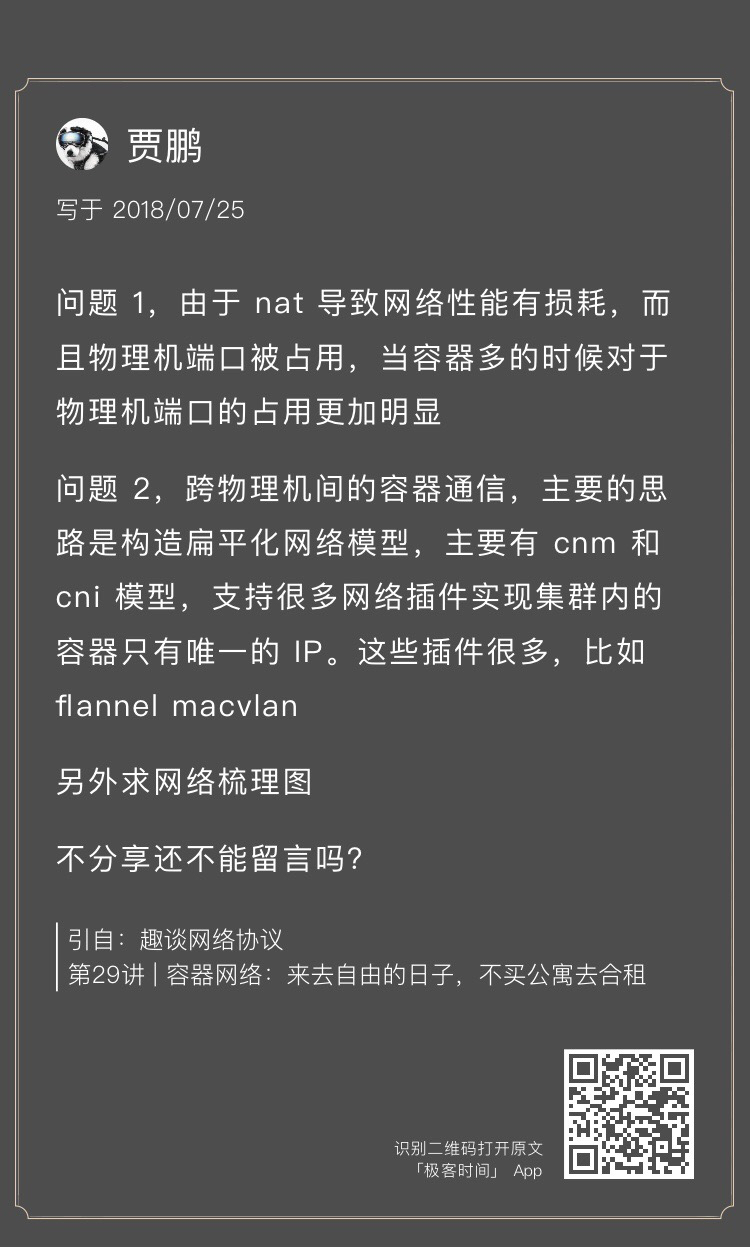 贾鹏
写于 2018/07/25
问题 1，由于 nat 导致网络性能有损耗，而
且物理机端口被占用，当容器多的时候对于
物理机端口的占用更加明显
问题 2，跨物理机间的容器通信，主要的思
路是构造扁平化网络模型，主要有 cnm 和
cni 模型，支持很多网络插件实现集群内的
容器只有唯一的 IP。这些插件很多，比如
flannel macvlan
另外求网络梳理图
不分享还不能留言吗？
引自：趣谈网络协议
第29讲 | 容器网络：来去自由的日子，不买公寓去合租
识别二维码打开原文
「极客时间」 App